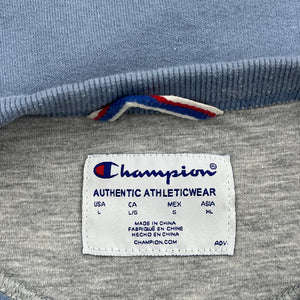 Champion
AUTHENTIC ATHLETICWEAR
USA CA MEX ASIA
L L/G G XL
MADE IN CHINA
FABRIQUÉ EN CHINE
HECHO EN CHINA
CHAMPION.COM ADV